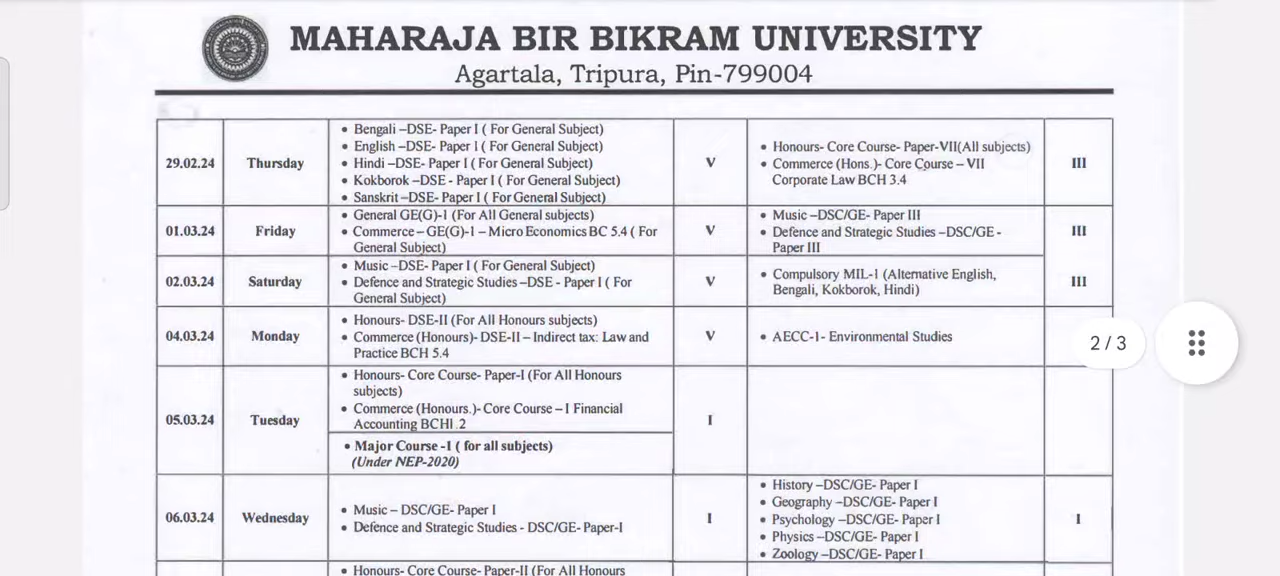 MAHARAJA BIR BIKRAM UNIVERSITY
Agartala, Tripura, Pin-799004
29.02.24
Thursday
• Bengali –DSE- Paper I ( For General Subject)
• English –DSE- Paper I ( For General Subject)
• Hindi –DSE- Paper I ( For General Subject)
• Kokborok –DSE - Paper I ( For General Subject)
• Sanskrit –DSE- Paper I ( For General Subject)
V
• Honours- Core Course- Paper-VII(All subjects)
• Commerce (Hons.)- Core Course – VII
Corporate Law BCH 3.4
III
01.03.24
Friday
• General GE(G)-1 (For All General subjects)
• Commerce – GE(G)-1 – Micro Economics BC 5.4 ( For
General Subject)
V
• Music –DSC/GE- Paper III
• Defence and Strategic Studies –DSC/GE -
Paper III
III
02.03.24
Saturday
• Music –DSE- Paper I ( For General Subject)
• Defence and Strategic Studies –DSE - Paper I ( For
General Subject)
V
• Compulsory MIL-1 (Alternative English,
Bengali, Kokborok, Hindi)
III
04.03.24
Monday
• Honours- DSE-II (For All Honours subjects)
• Commerce (Honours)- DSE-II – Indirect tax: Law and
Practice BCH 5.4
V
• AECC-1- Environmental Studies
2 / 3
05.03.24
Tuesday
• Honours- Core Course- Paper-I (For All Honours
subjects)
• Commerce (Honours.)- Core Course – I Financial
Accounting BCH1.2
• Major Course -I ( for all subjects)
(Under NEP-2020)
I
06.03.24
Wednesday
• Music – DSC/GE- Paper I
• Defence and Strategic Studies - DSC/GE- Paper-I
I
• History –DSC/GE- Paper I
• Geography –DSC/GE- Paper I
• Psychology –DSC/GE- Paper I
• Physics –DSC/GE- Paper I
• Zoology –DSC/GE- Paper I
I
• Honours- Core Course- Paper-II (For All Honours